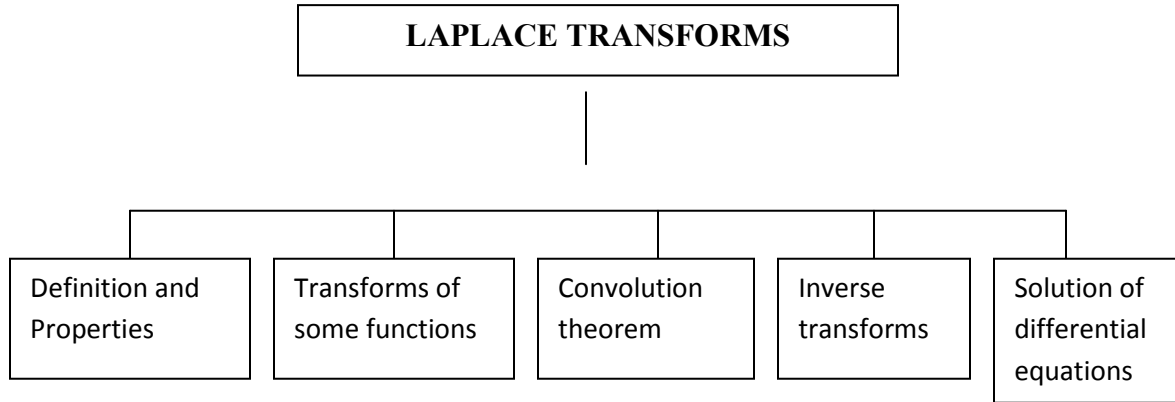 LAPLACE TRANSFORMS
Definition and
Properties
Transforms of
some functions
Convolution
theorem
Inverse
transforms
Solution of
differential
equations